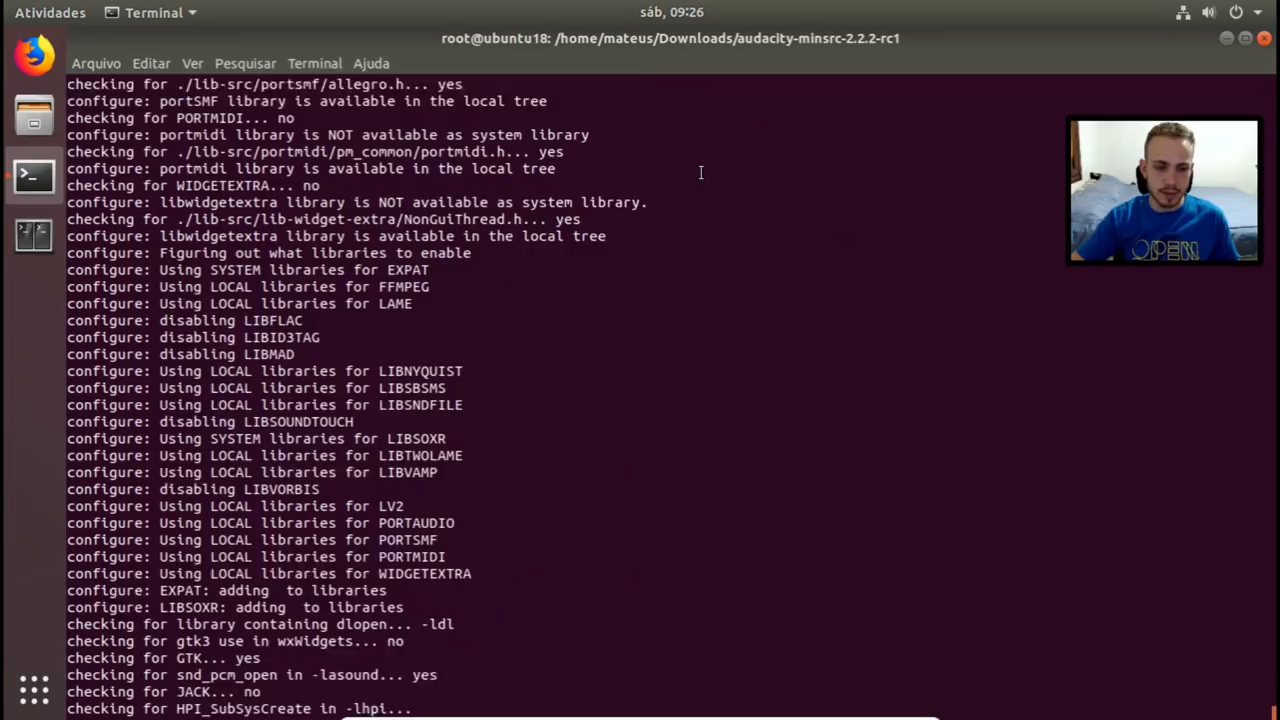 Atividades
Terminal
sáb, 09:26
root@ubuntu18: /home/mateus/Downloads/audacity-minsrc-2.2.2-rc1
Arquivo Editar Ver Pesquisar Terminal Ajuda
checking for ./lib-src/portsmf/allegro.h... yes
configure: portSMF library is available in the local tree
checking for PORTMIDI... no
configure: portmidi library is NOT available as system library
checking for ./lib-src/portmidi/pm_common/portmidi.h... yes
configure: portmidi library is available in the local tree
checking for WIDGETEXTRA... no
configure: libwidgetextra library is NOT available as system library.
checking for ./lib-src/lib-widget-extra/NonGuiThread.h... yes
configure: libwidgetextra library is available in the local tree
configure: Figuring out what libraries to enable
configure: Using SYSTEM libraries for EXPAT
configure: Using LOCAL libraries for FFMPEG
configure: Using LOCAL libraries for LAME
configure: disabling LIBFLAC
configure: disabling LIBID3TAG
configure: disabling LIBMAD
configure: Using LOCAL libraries for LIBNYQUIST
configure: Using LOCAL libraries for LIBSBSMS
configure: Using LOCAL libraries for LIBSNDFILE
configure: disabling LIBSOUNDTOUCH
configure: Using SYSTEM libraries for LIBSOXR
configure: Using LOCAL libraries for LIBTWOLAME
configure: Using LOCAL libraries for LIBVAMP
configure: disabling LIBVORBIS
configure: Using LOCAL libraries for LV2
configure: Using LOCAL libraries for PORTAUDIO
configure: Using LOCAL libraries for PORTSMF
configure: Using LOCAL libraries for PORTMIDI
configure: Using LOCAL libraries for WIDGETEXTRA
configure: EXPAT: adding  to libraries
configure: LIBSOXR: adding  to libraries
checking for library containing dlopen... -ldl
checking for gtk3 use in wxWidgets... no
checking for GTK... yes
checking for snd_pcm_open in -lasound... yes
checking for JACK... no
checking for HPI_SubSysCreate in -lhpi...
OPEN